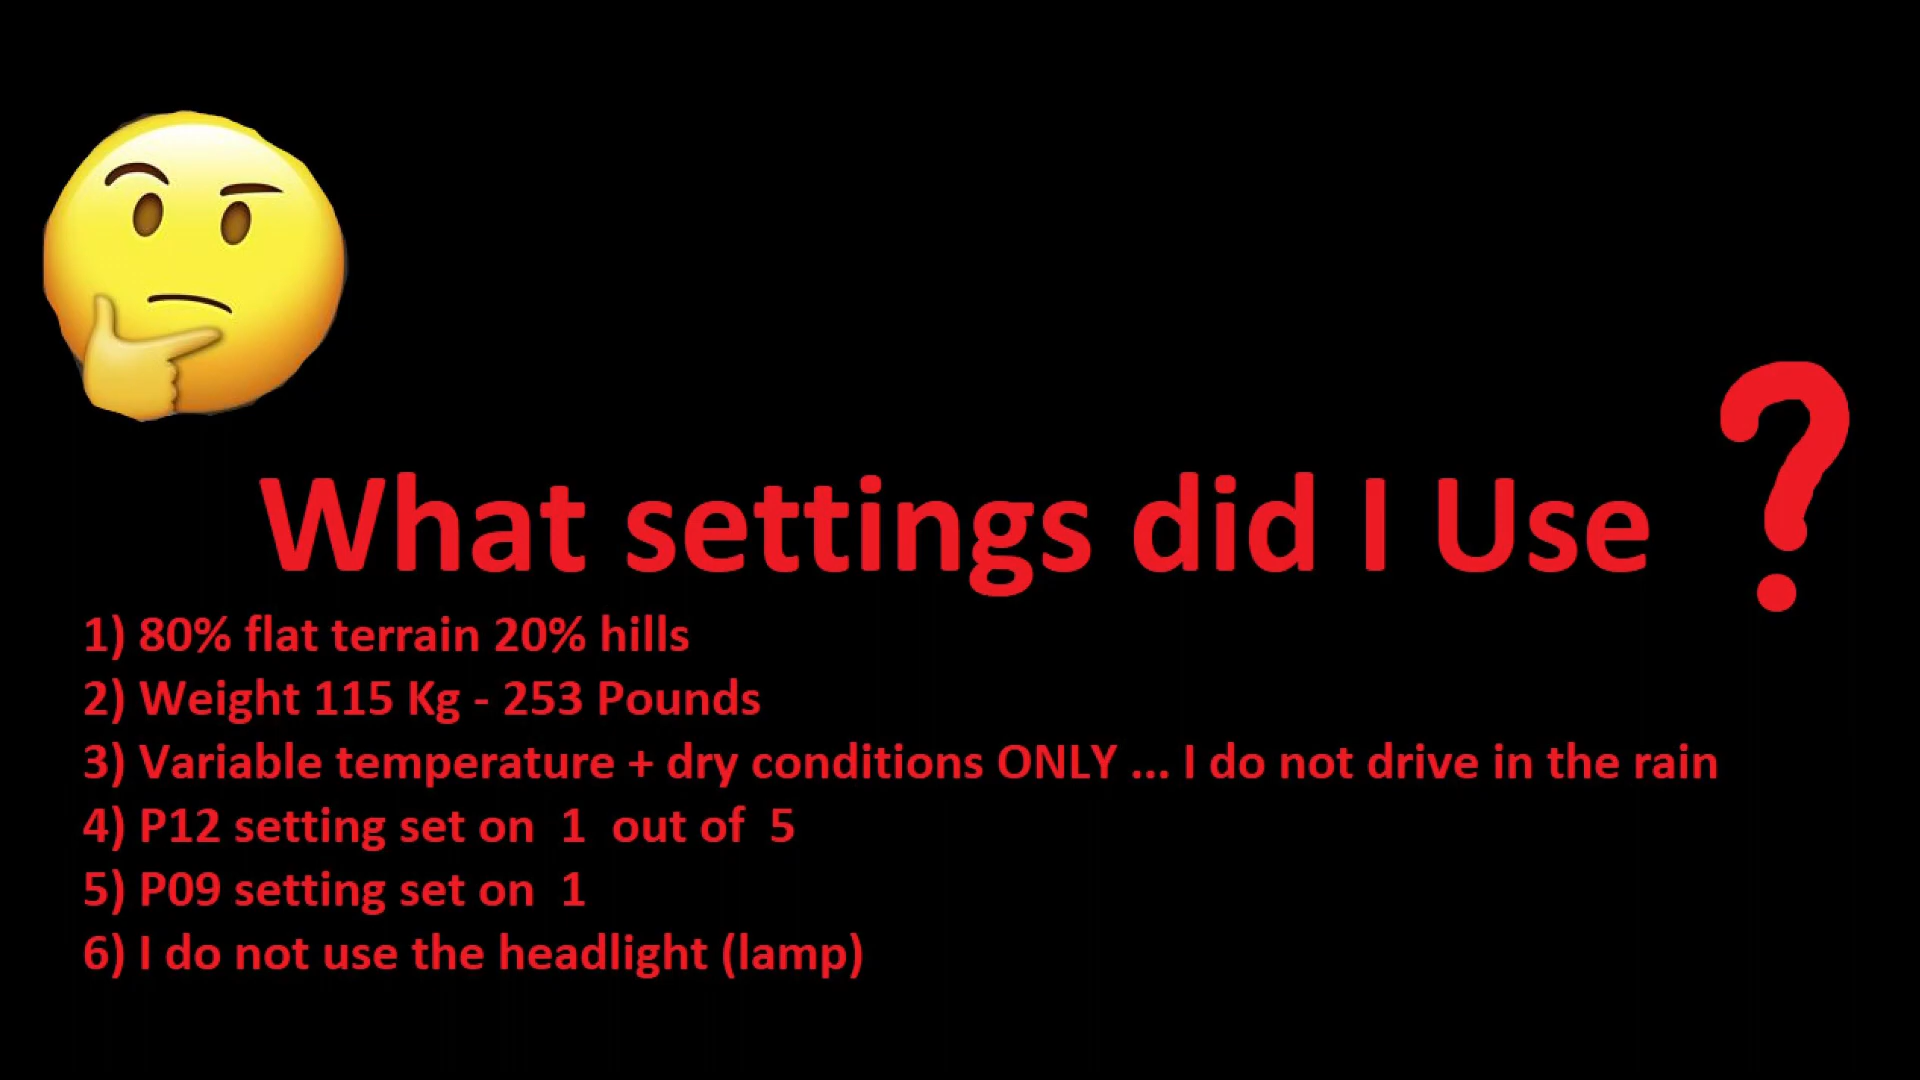 What settings did I Use ?
1) 80% flat terrain 20% hills
2) Weight 115 Kg - 253 Pounds
3) Variable temperature + dry conditions ONLY ... I do not drive in the rain
4) P12 setting set on  1  out of  5
5) P09 setting set on  1
6) I do not use the headlight (lamp)